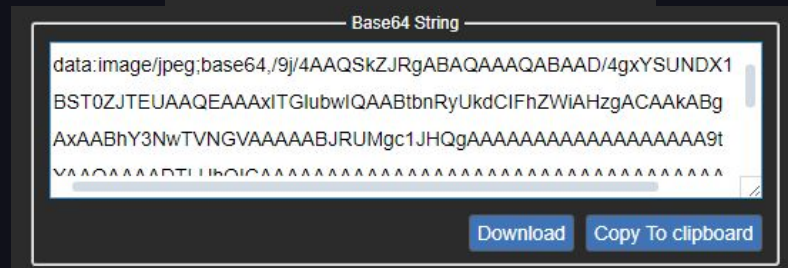 Base64 String
data:image/jpeg;base64,/9j/4AAQSkZJRgABAQAAAQABAAD/4gxYSUNDX1
BST0ZJTEUAAQEAAAxITGlubwIQAABtbnRyUkdCIFhZWiAHzgACAAkABg
AxAABhY3NwTVNGVAAAAABJRUMgc1JHQgAAAAAAAAAAAAAAAAAA9t
Download
Copy To clipboard